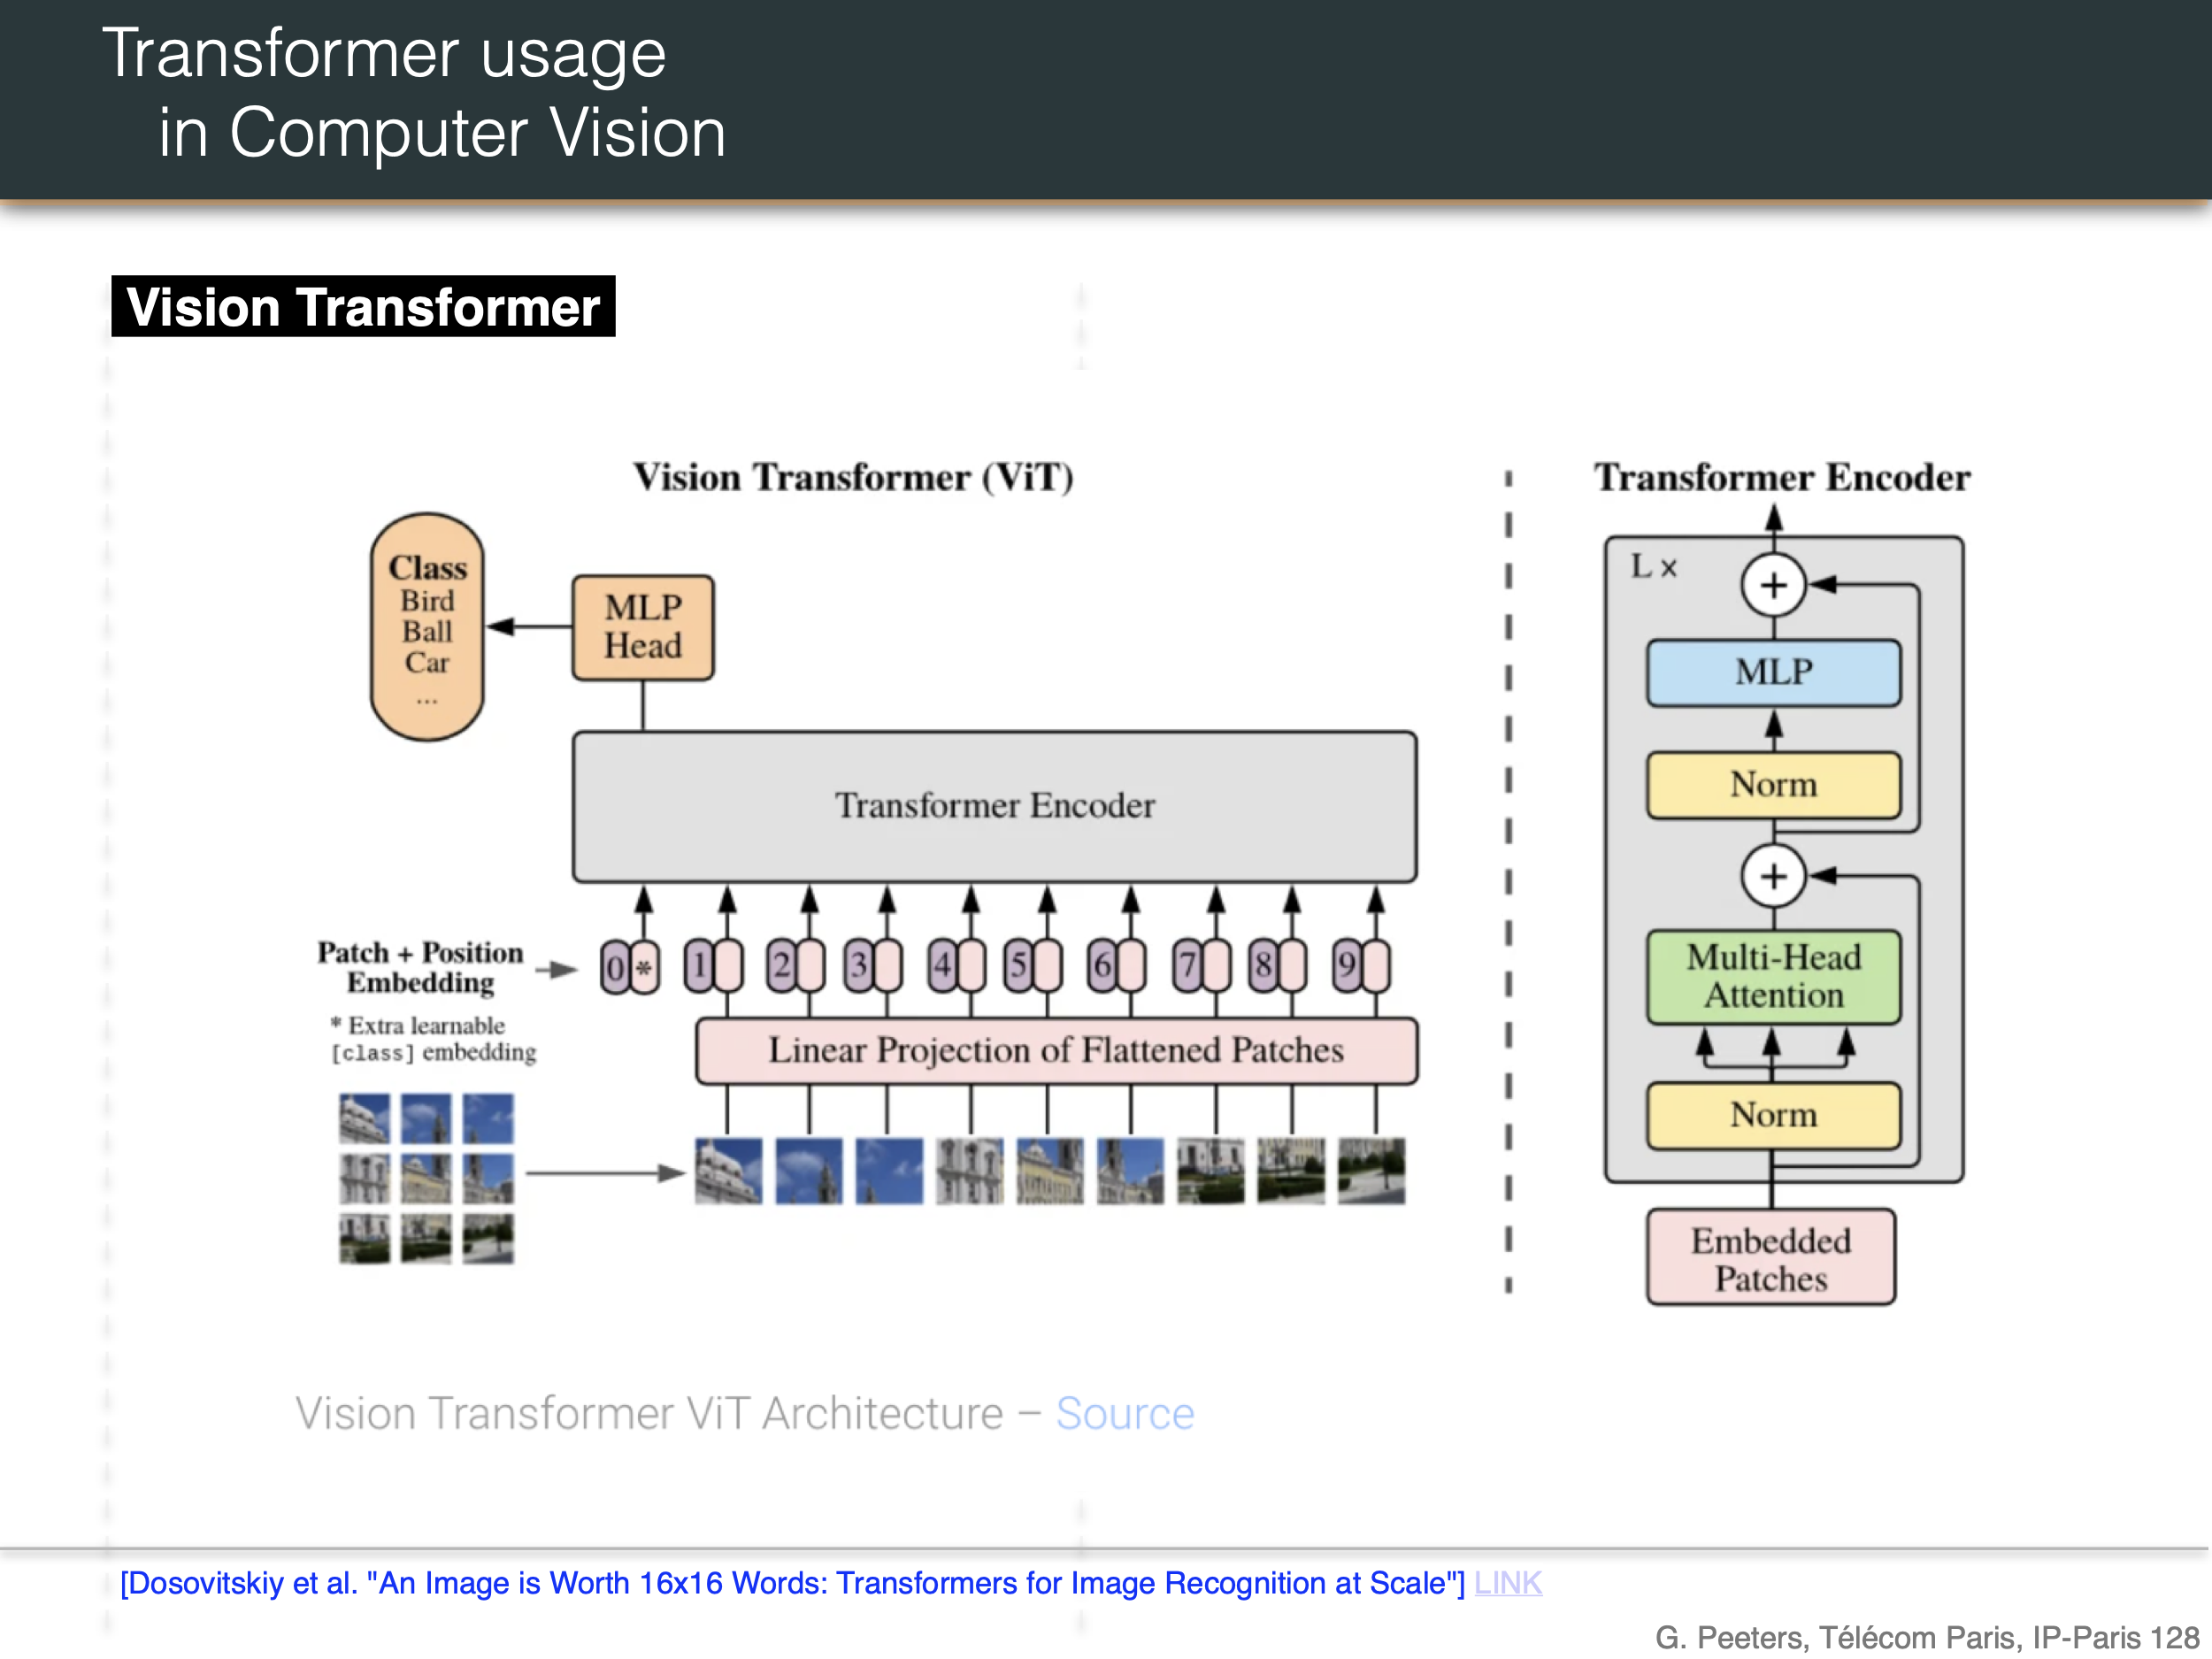 Transformer usage
in Computer Vision
Vision Transformer
Vision Transformer (ViT)
Class
Bird
Ball
Car
...
MLP
Head
Transformer Encoder
Patch + Position
Embedding
* Extra learnable
[class] embedding
0 * 1 2 3 4 5 6 7 8 9
Linear Projection of Flattened Patches
Transformer Encoder
L ×
+
MLP
Norm
+
Multi-Head
Attention
Norm
Embedded
Patches
Vision Transformer ViT Architecture – Source
[Dosovitskiy et al. "An Image is Worth 16x16 Words: Transformers for Image Recognition at Scale"] LINK
G. Peeters, Télécom Paris, IP-Paris 128